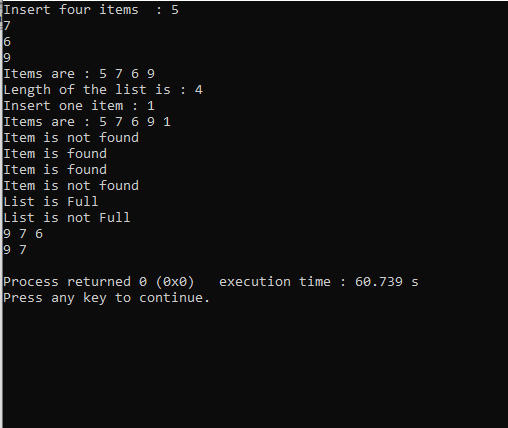 Insert four items  : 5
7
6
9
Items are : 5 7 6 9
Length of the list is : 4
Insert one item : 1
Items are : 5 7 6 9 1
Item is not found
Item is found
Item is found
Item is not found
List is Full
List is not Full
9 7 6
9 7
Process returned 0 (0x0)   execution time : 60.739 s
Press any key to continue.